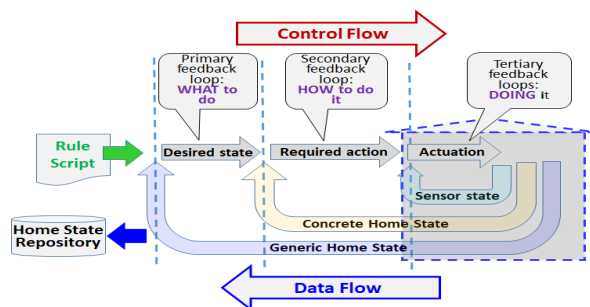 Control Flow
Primary
feedback
loop:
WHAT to
do
Secondary
feedback
loop:
HOW to do
it
Tertiary
feedback
loops:
DOING it
Rule
Script
Desired state
Required action
Actuation
Sensor state
Home State
Repository
Concrete Home State
Generic Home State
Data Flow